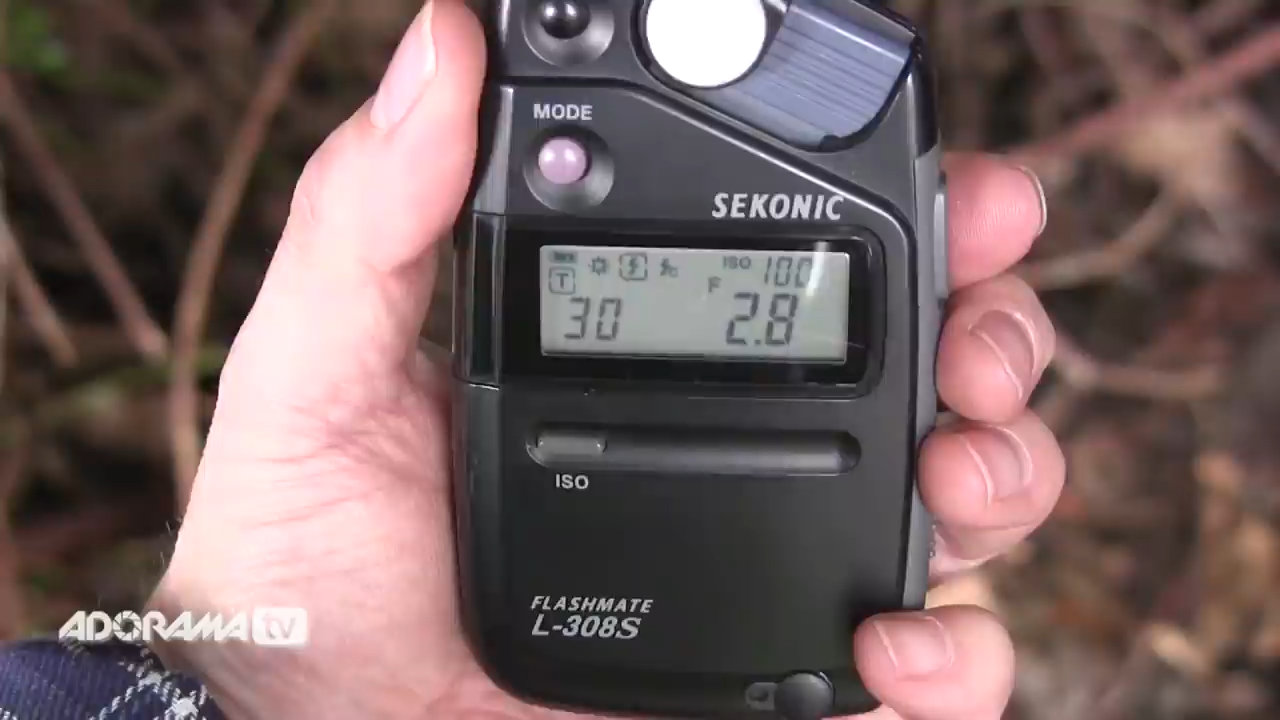 MODE
SEKONIC
ISO 100
T
F
30 2.8
ISO
FLASHMATE
L-308S
ADORAMA tv